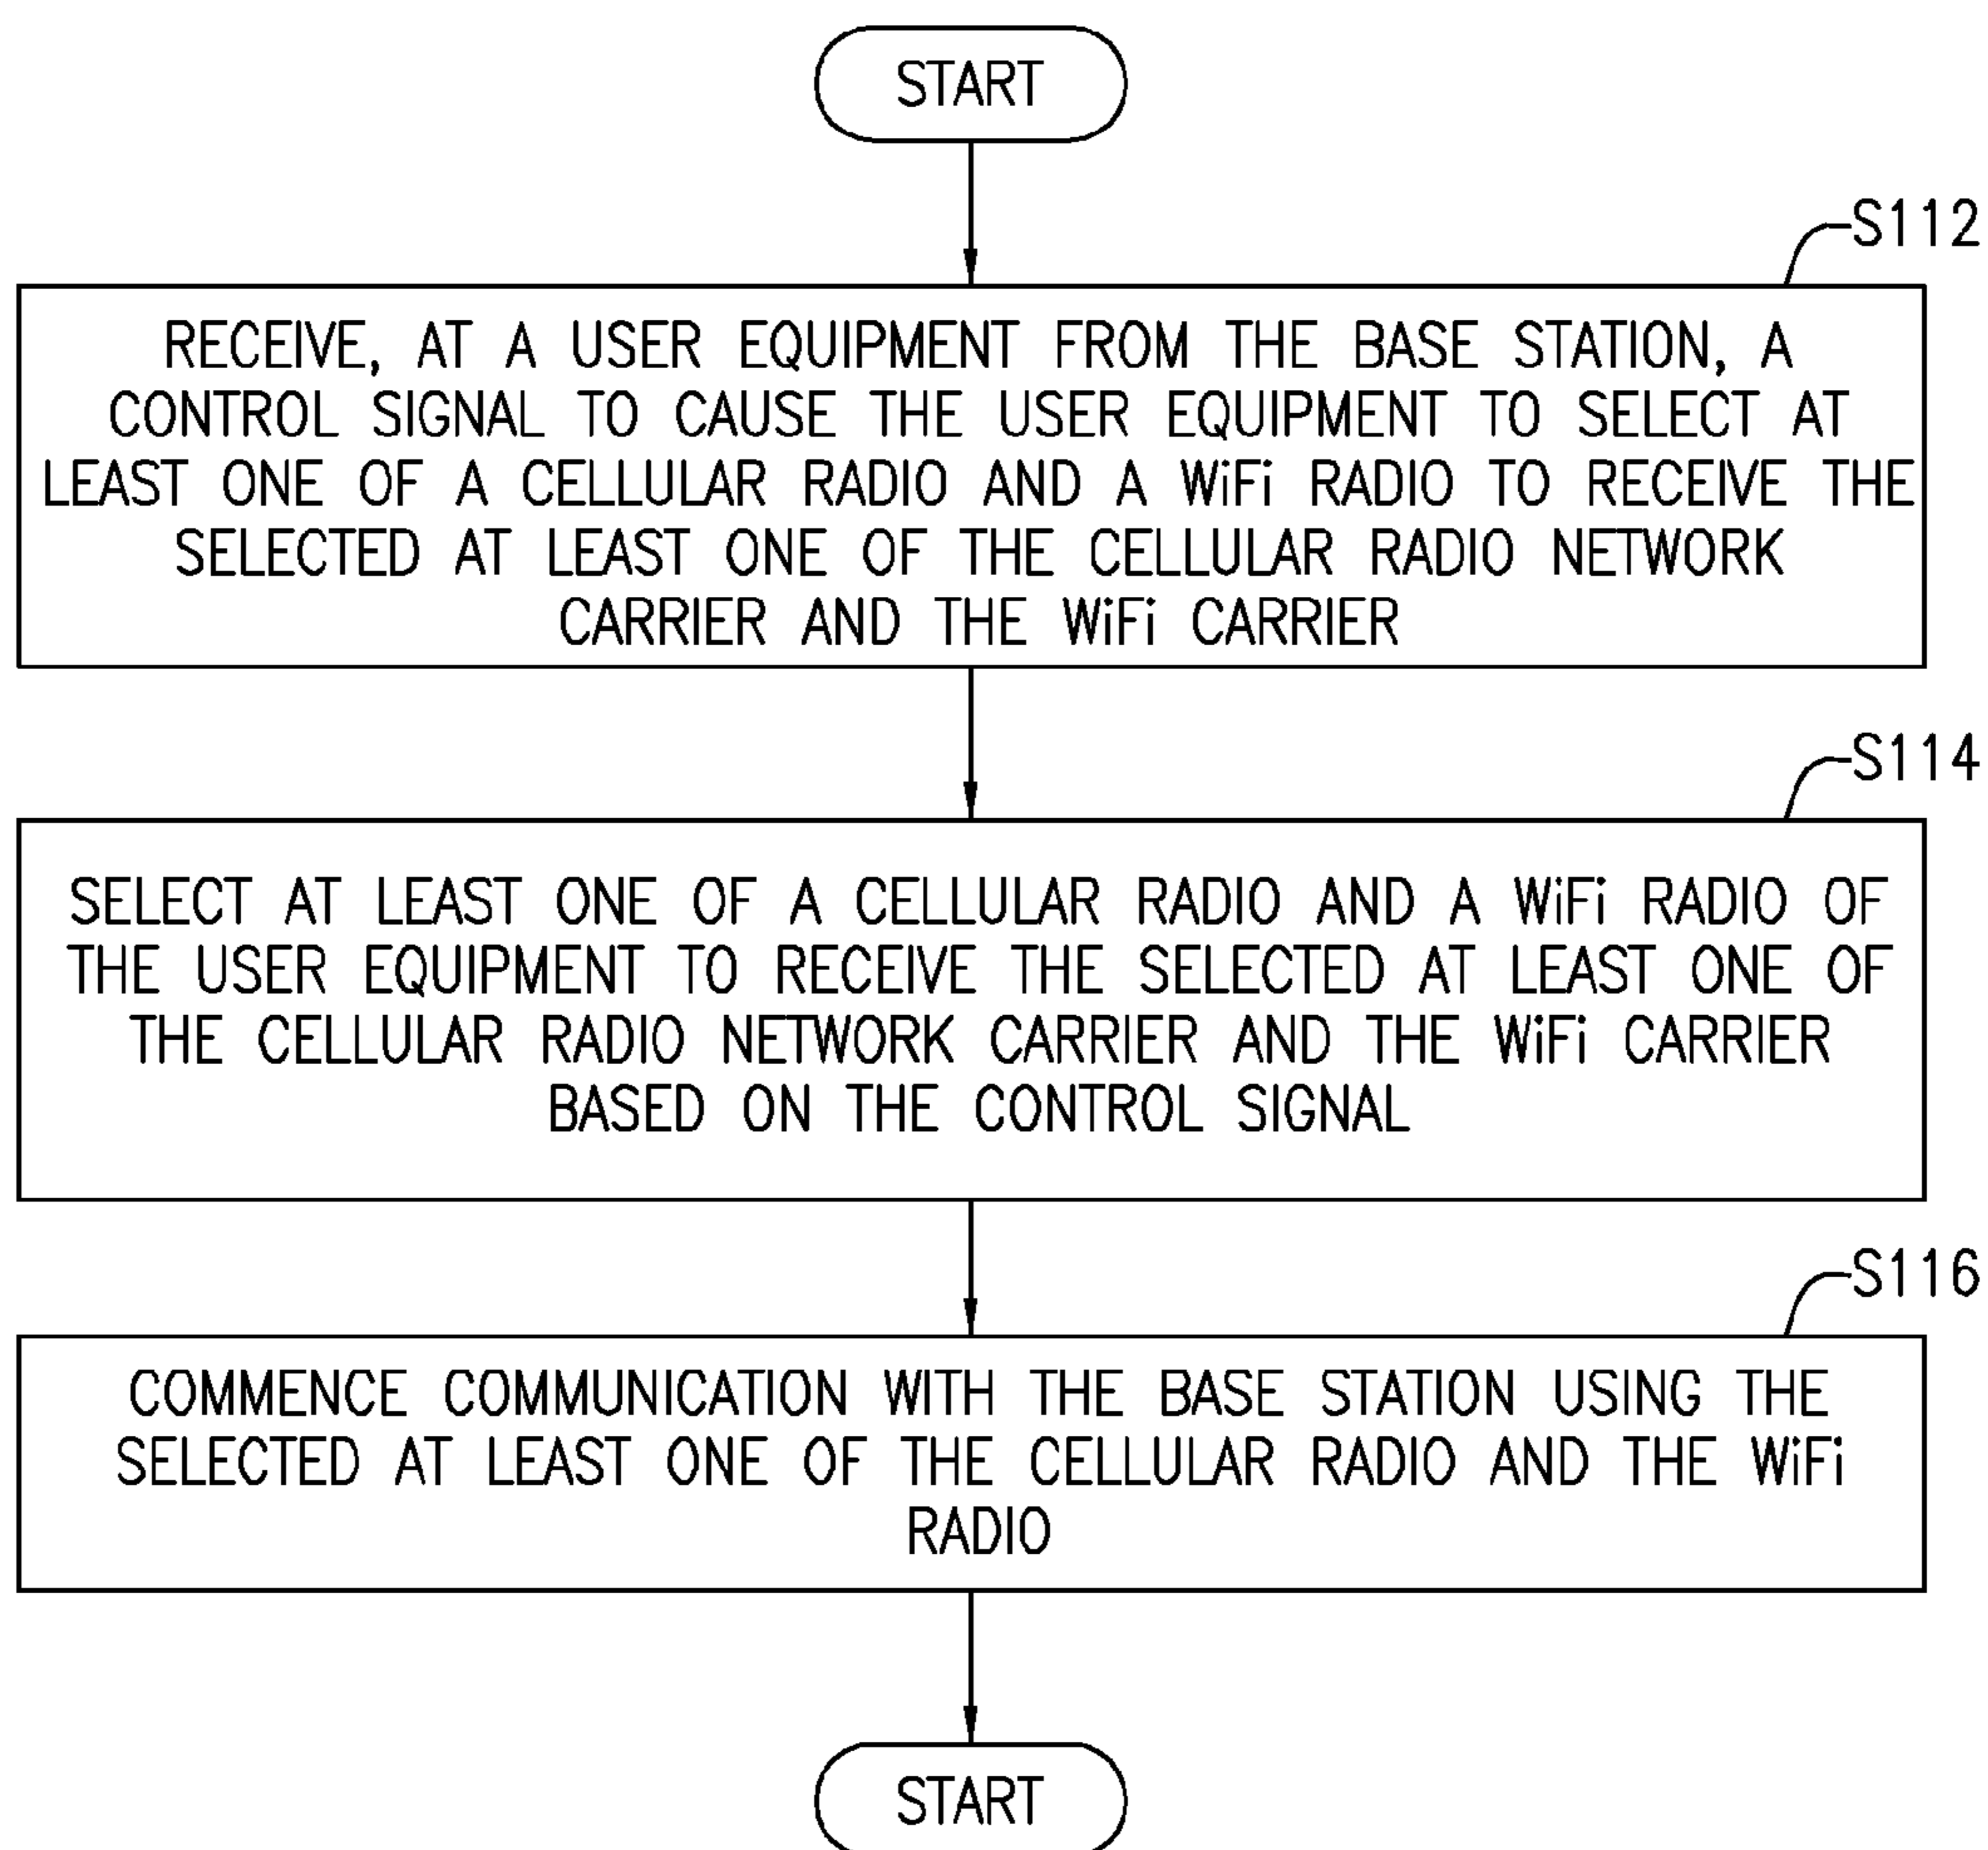 START
S112
RECEIVE, AT A USER EQUIPMENT FROM THE BASE STATION, A
CONTROL SIGNAL TO CAUSE THE USER EQUIPMENT TO SELECT AT
LEAST ONE OF A CELLULAR RADIO AND A WiFi RADIO TO RECEIVE THE
SELECTED AT LEAST ONE OF THE CELLULAR RADIO NETWORK
CARRIER AND THE WiFi CARRIER
S114
SELECT AT LEAST ONE OF A CELLULAR RADIO AND A WiFi RADIO OF
THE USER EQUIPMENT TO RECEIVE THE SELECTED AT LEAST ONE OF
THE CELLULAR RADIO NETWORK CARRIER AND THE WiFi CARRIER
BASED ON THE CONTROL SIGNAL
S116
COMMENCE COMMUNICATION WITH THE BASE STATION USING THE
SELECTED AT LEAST ONE OF THE CELLULAR RADIO AND THE WiFi
RADIO
START